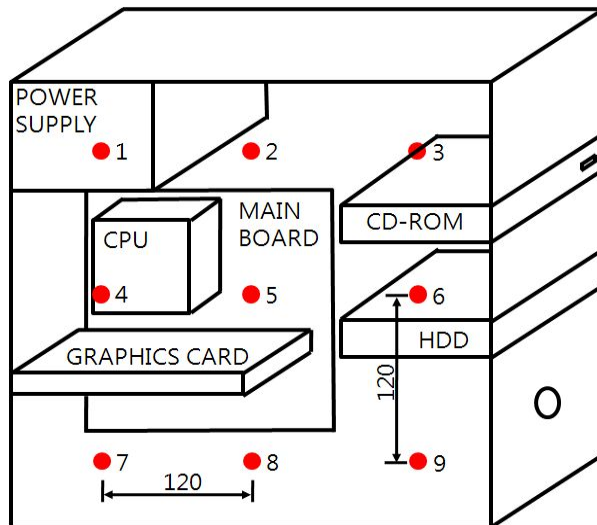 POWER
SUPPLY
1
2
3
CD-ROM
MAIN
BOARD
CPU
4
5
6
HDD
GRAPHICS CARD
120
7
8
9
120